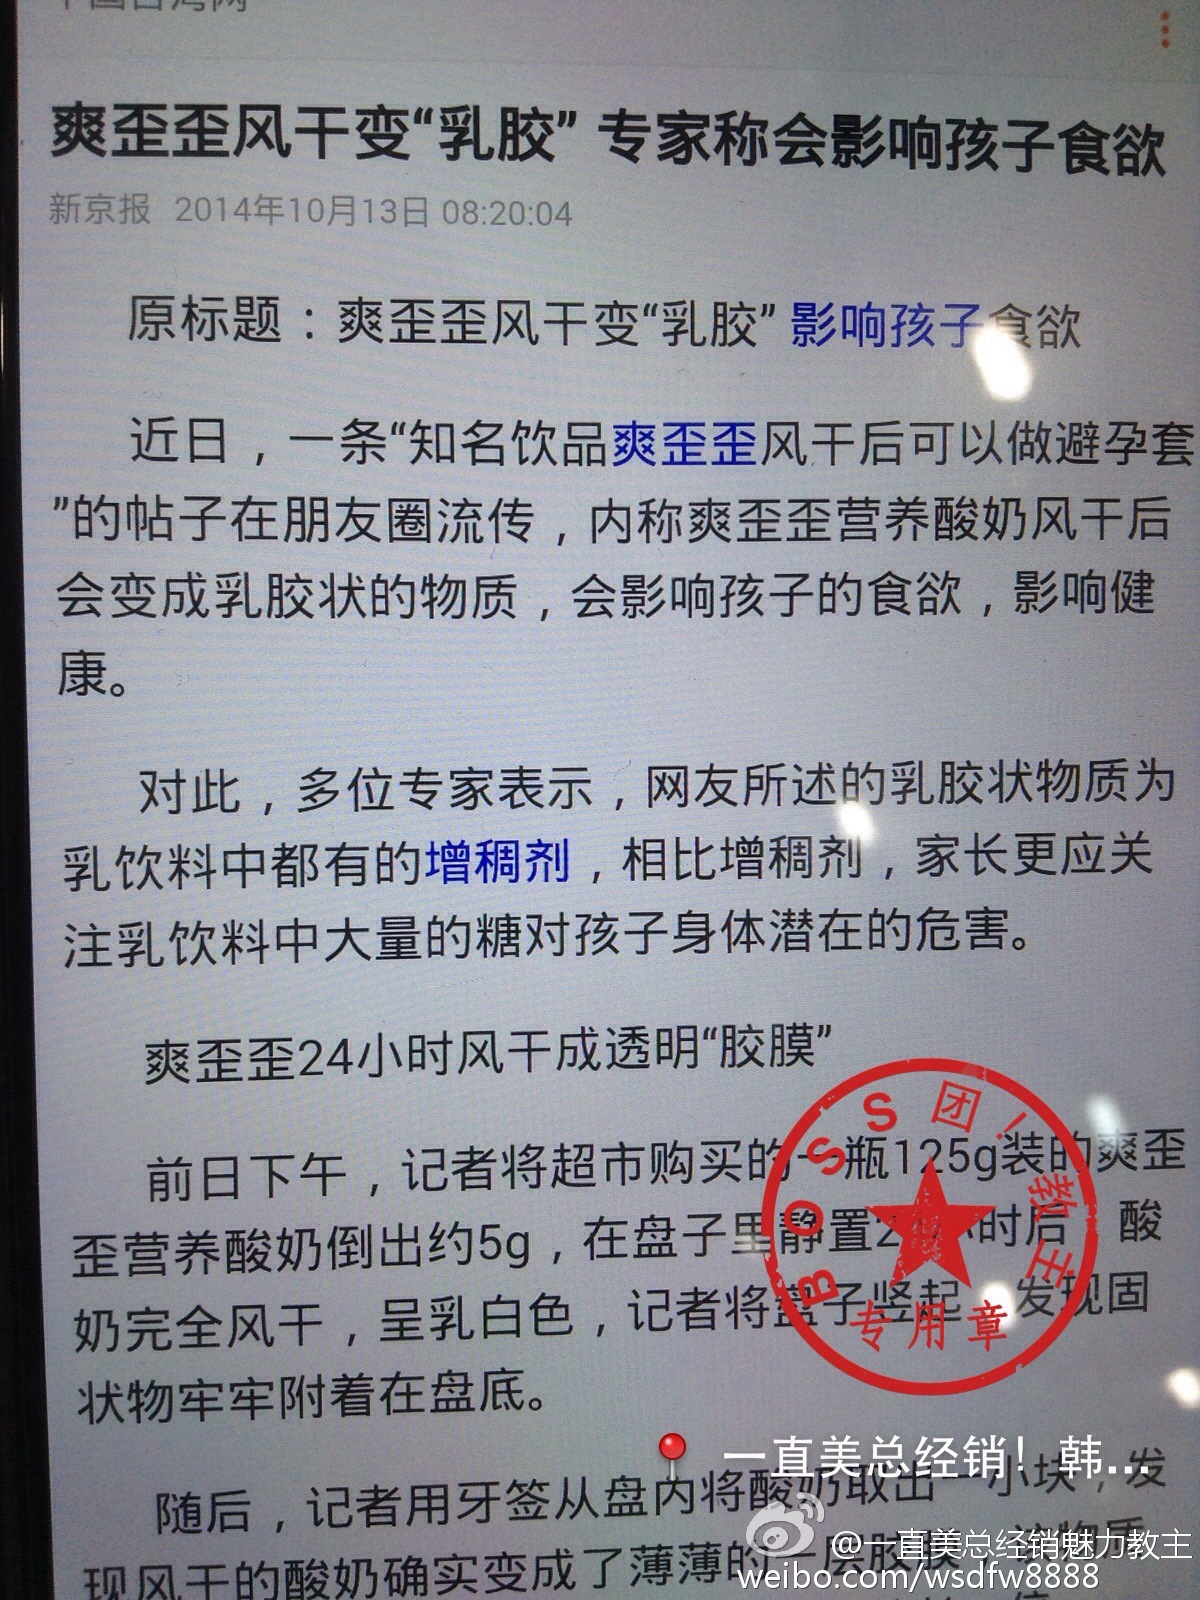 中国台湾网
爽歪歪风干变“乳胶” 专家称会影响孩子食欲
新京报 2014年10月13日 08:20:04
原标题：爽歪歪风干变“乳胶” 影响孩子食欲
近日，一条“知名饮品爽歪歪风干后可以做避孕套
”的帖子在朋友圈流传，内称爽歪歪营养酸奶风干后
会变成乳胶状的物质，会影响孩子的食欲，影响健
康。
对此，多位专家表示，网友所述的乳胶状物质为
乳饮料中都有的增稠剂，相比增稠剂，家长更应关
注乳饮料中大量的糖对孩子身体潜在的危害。
爽歪歪24小时风干成透明“胶膜”
前日下午，记者将超市购买的一瓶125g装的爽歪
歪营养酸奶倒出约5g，在盘子里静置2 小时后 酸
奶完全风干，呈乳白色，记者将盘子竖起，发现固
状物牢牢附着在盘底。
BOSS团！教主
专用章
一直美总经销！韩...
随后，记者用牙签从盘内将酸奶取出一小块，发
现风干的酸奶确实变成了薄薄的一层胶膜，该物质
@一直美总经销魅力教主
weibo.com/wsdfw8888